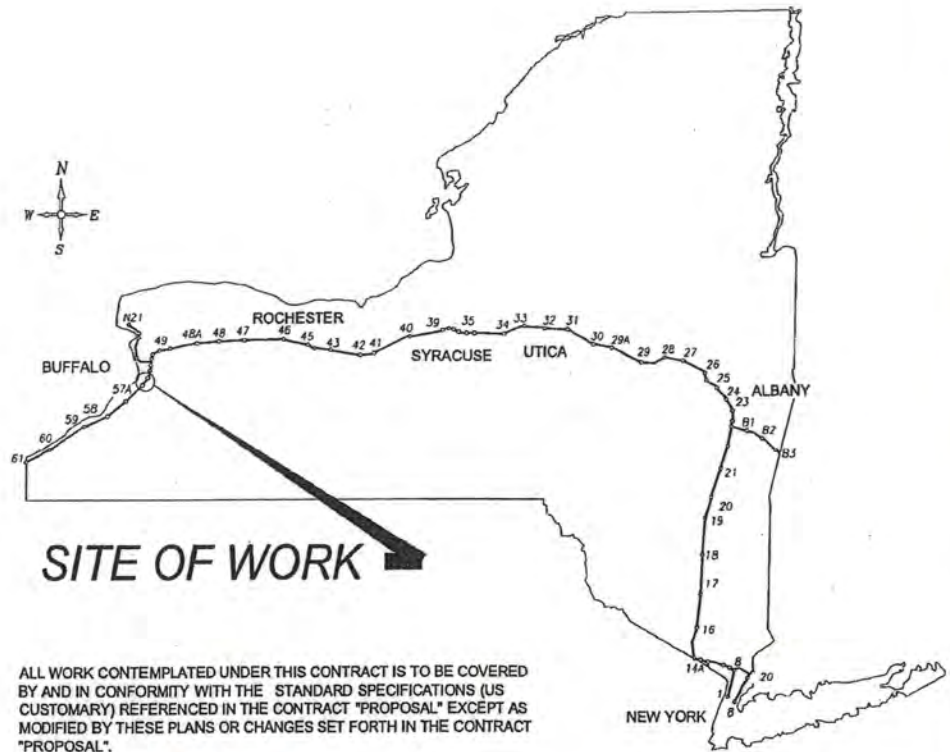 N
W E
S
N21
ROCHESTER
49 48A 48 47 46 45 43 42 41 40 39 35 34 33 32 31 30 29A 29 28 27 26 25 24 23
SYRACUSE
UTICA
BUFFALO
ALBANY
57A
58
59
60
61
B1
B2
B3
21
20
19
18
17
16
14A
8
20
1
6
NEW YORK
SITE OF WORK
ALL WORK CONTEMPLATED UNDER THIS CONTRACT IS TO BE COVERED
BY AND IN CONFORMITY WITH THE STANDARD SPECIFICATIONS (US
CUSTOMARY) REFERENCED IN THE CONTRACT "PROPOSAL" EXCEPT AS
MODIFIED BY THESE PLANS OR CHANGES SET FORTH IN THE CONTRACT
"PROPOSAL".